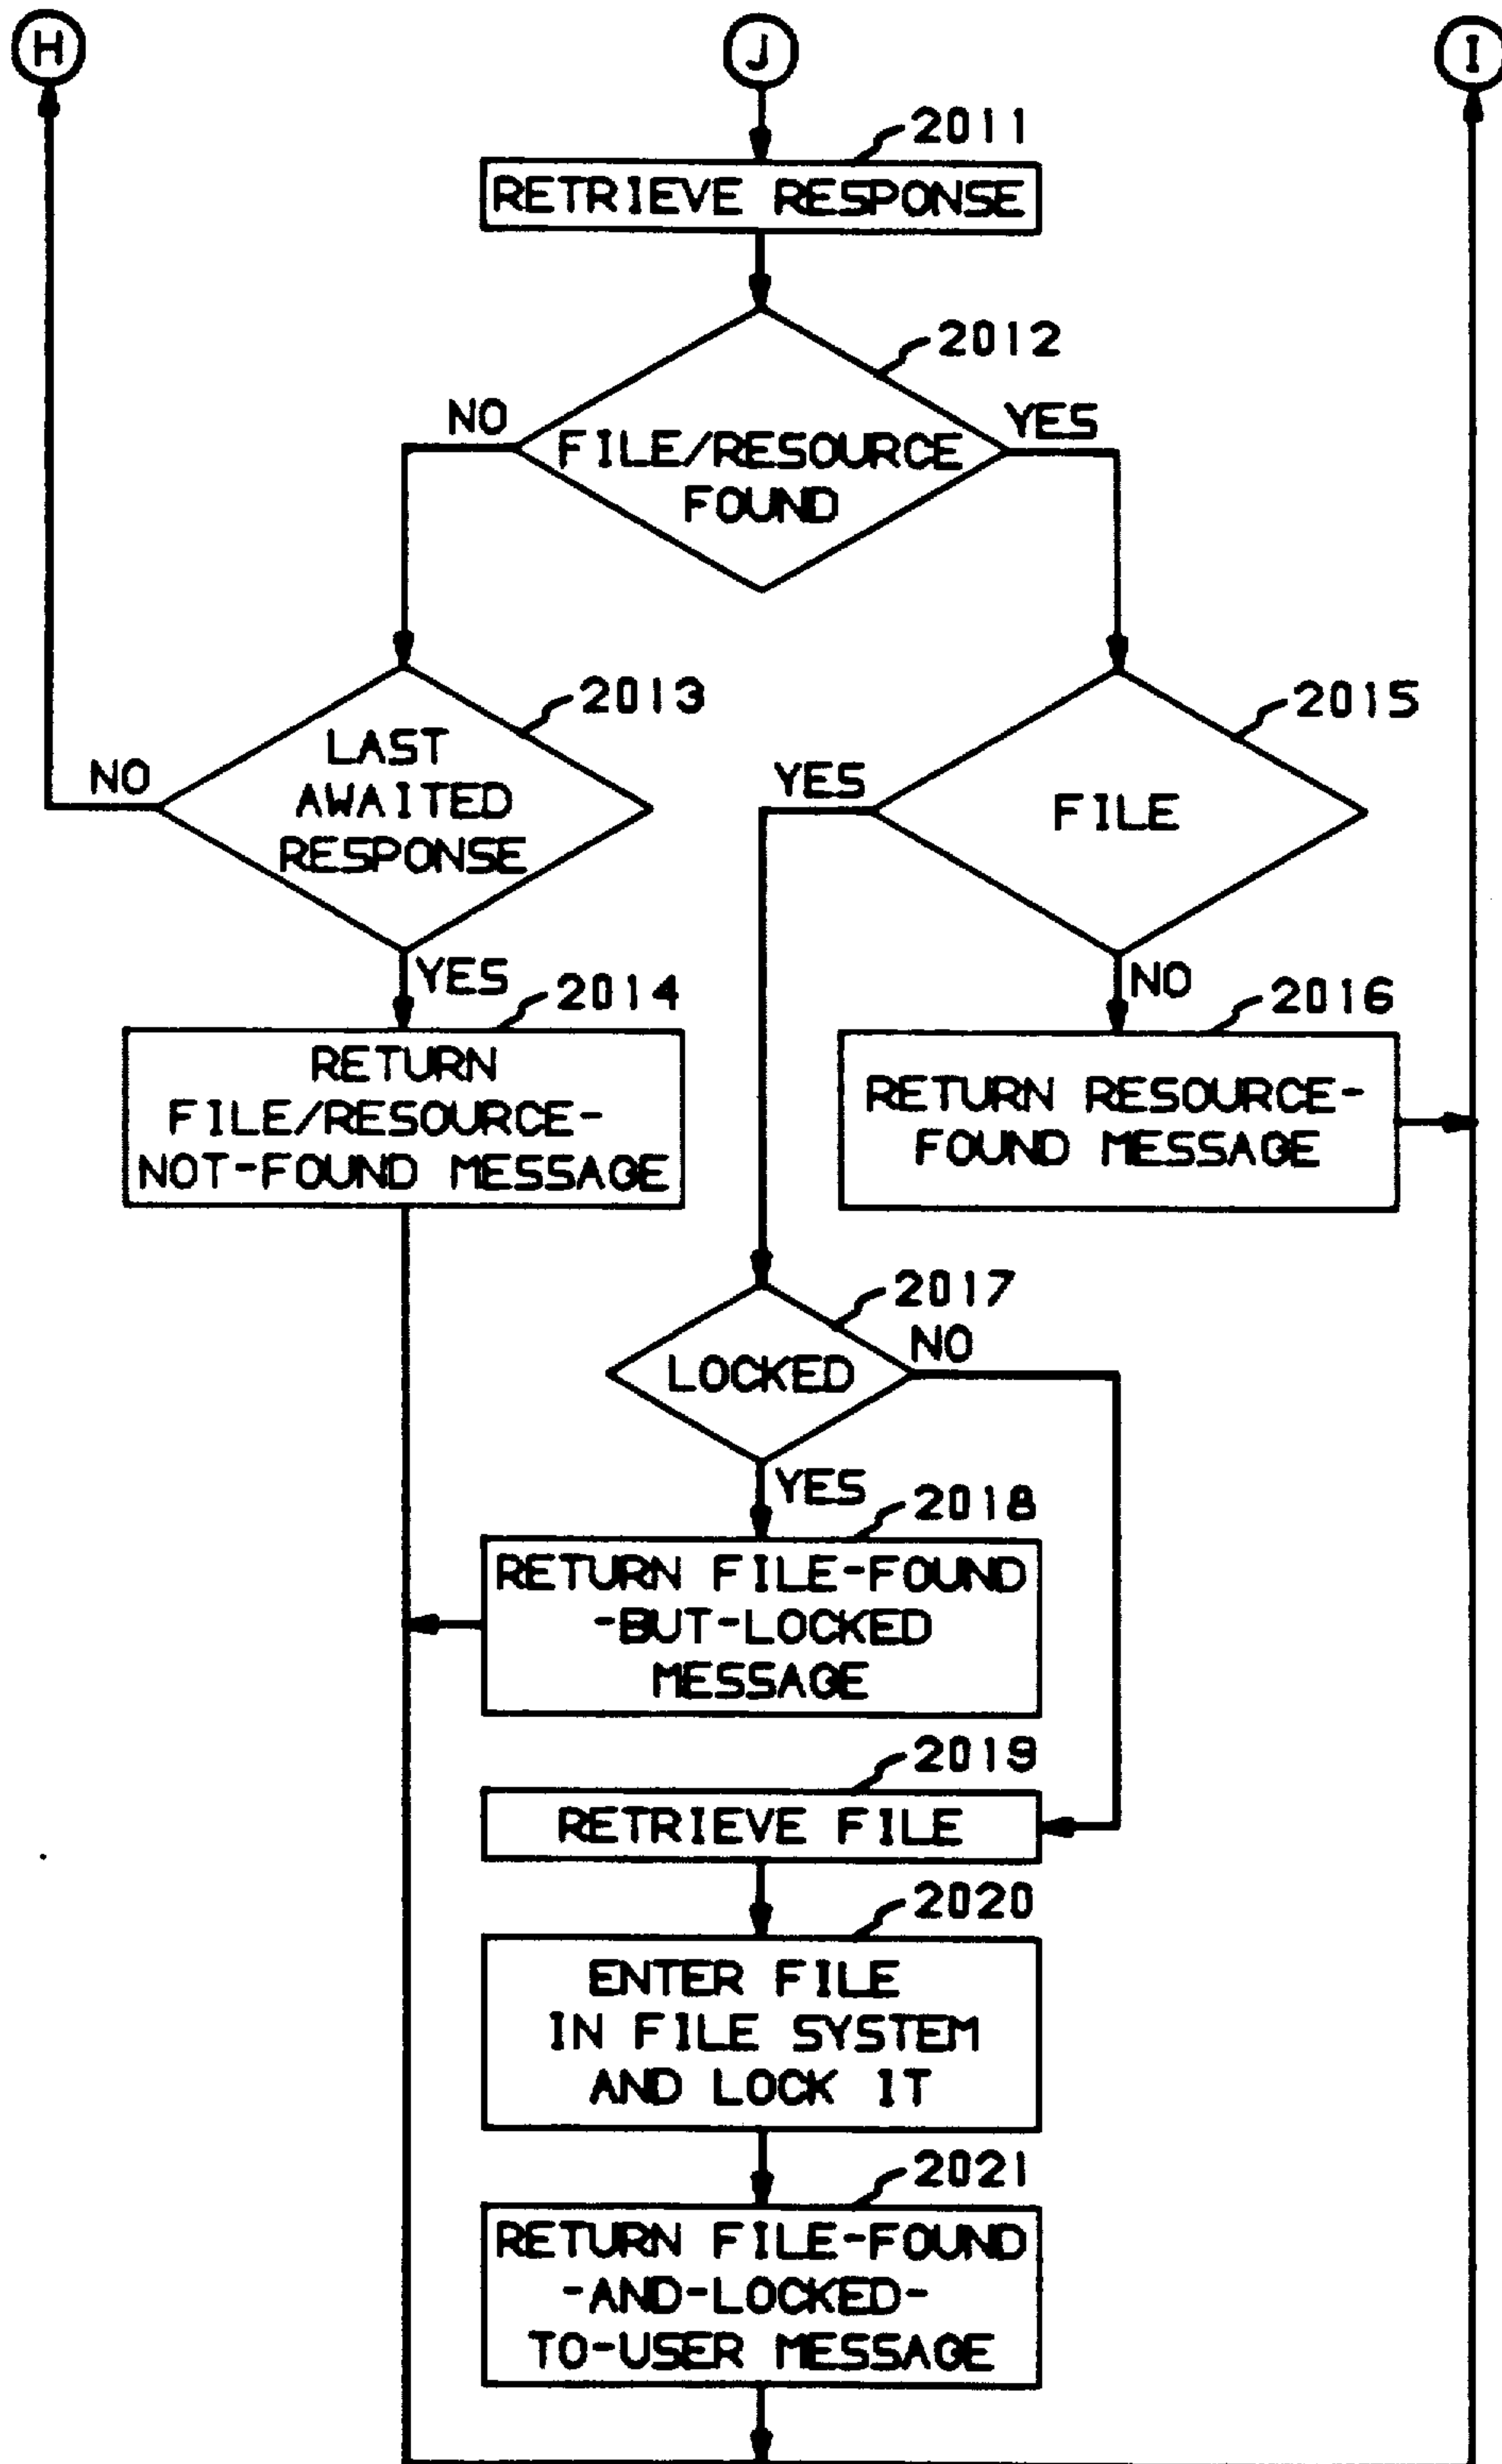 H
J
I
2011
RETRIEVE RESPONSE
2012
NO
YES
FILE/RESOURCE
FOUND
2013
2015
NO
LAST
AWAITED
RESPONSE
YES
FILE
YES
2014
NO
2016
RETURN
FILE/RESOURCE-
NOT-FOUND MESSAGE
RETURN RESOURCE-
FOUND MESSAGE
2017
NO
LOCKED
YES
2018
RETURN FILE-FOUND
-BUT-LOCKED
MESSAGE
2019
RETRIEVE FILE
2020
ENTER FILE
IN FILE SYSTEM
AND LOCK IT
2021
RETURN FILE-FOUND
-AND-LOCKED-
TO-USER MESSAGE